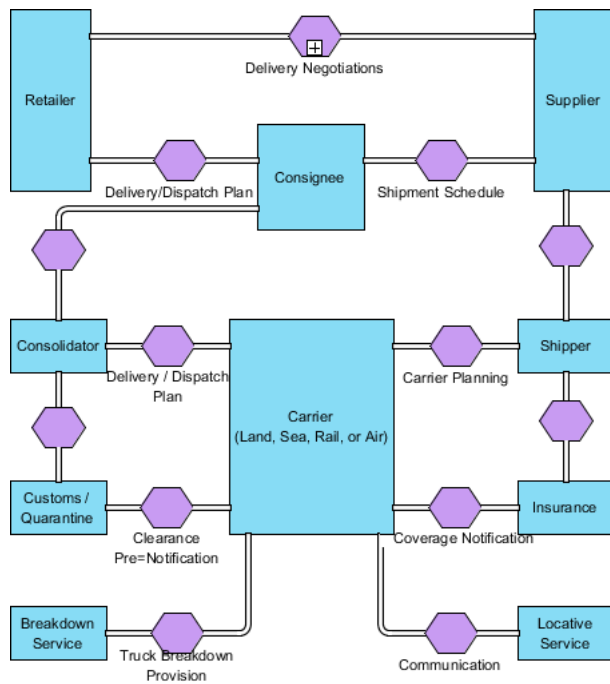 Retailer
Supplier
Delivery Negotiations
Consignee
Delivery/Dispatch Plan
Shipment Schedule
Consolidator
Shipper
Delivery / Dispatch
Plan
Carrier Planning
Carrier
(Land, Sea, Rail, or Air)
Customs /
Quarantine
Insurance
Clearance
Pre=Notification
Coverage Notification
Breakdown
Service
Locative
Service
Truck Breakdown
Provision
Communication